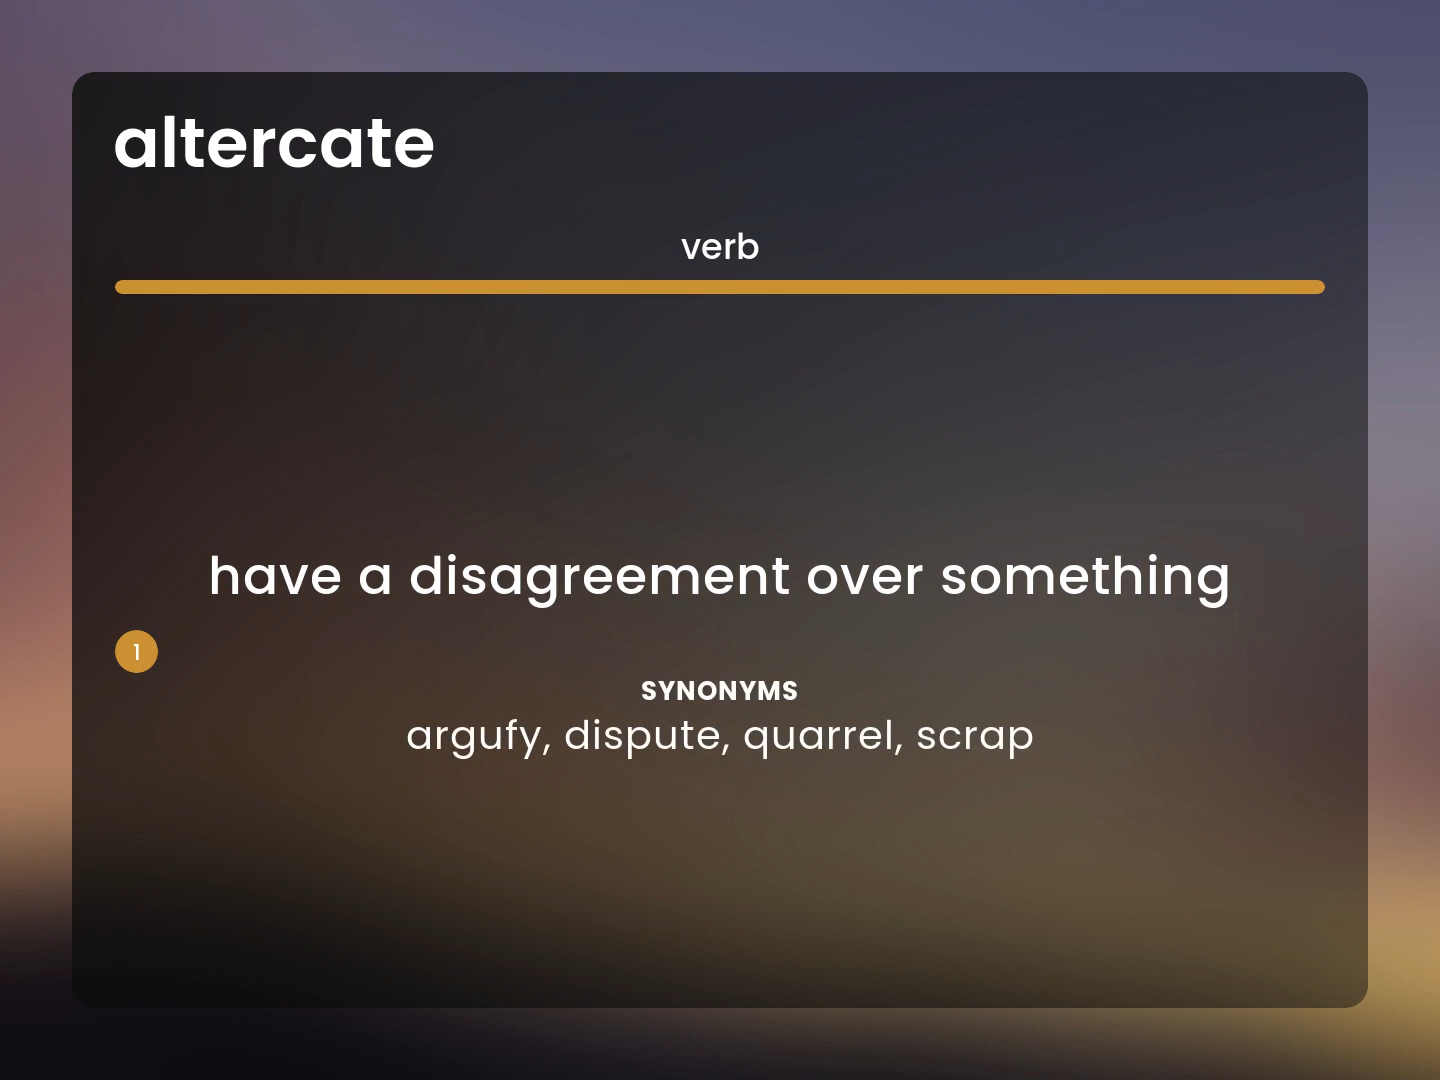 altercate
verb
have a disagreement over something
1
SYNONYMS
argufy, dispute, quarrel, scrap